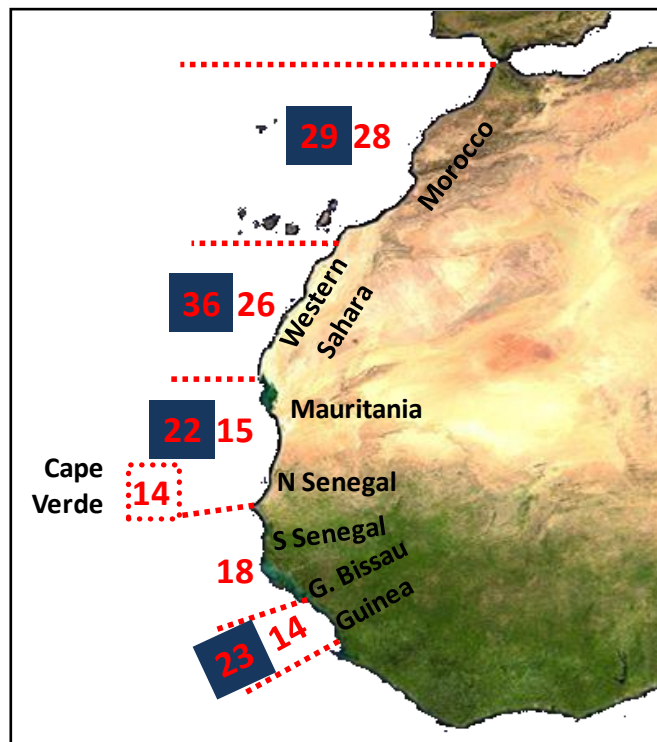 29 28
Morocco
36 26
Western
Sahara
22 15
Mauritania
Cape
Verde
14
N Senegal
S Senegal
18
G. Bissau
Guinea
23 14